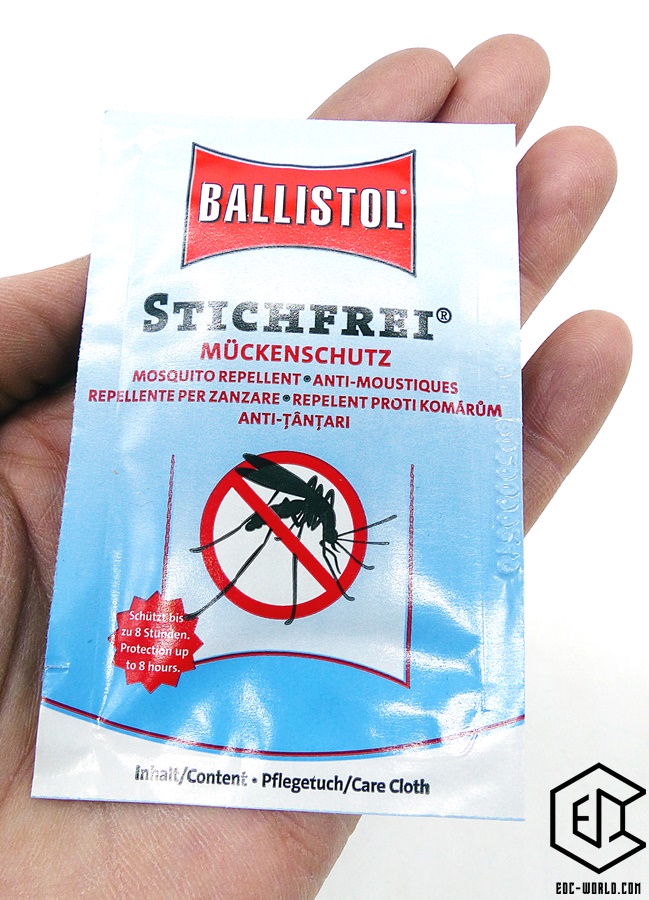 BALLISTOL®
STICHFREI®
MÜCKENSCHUTZ
MOSQUITO REPELLENT • ANTI-MOUSTIQUES
REPELLENTE PER ZANZARE • REPELENT PROTI KOMÁRŮM
ANTI-ȚÂNȚARI
Schützt bis
zu 8 Stunden.
Protection up
to 8 hours.
Inhalt/Content • Pflegetuch/Care Cloth
EDC-WORLD.COM